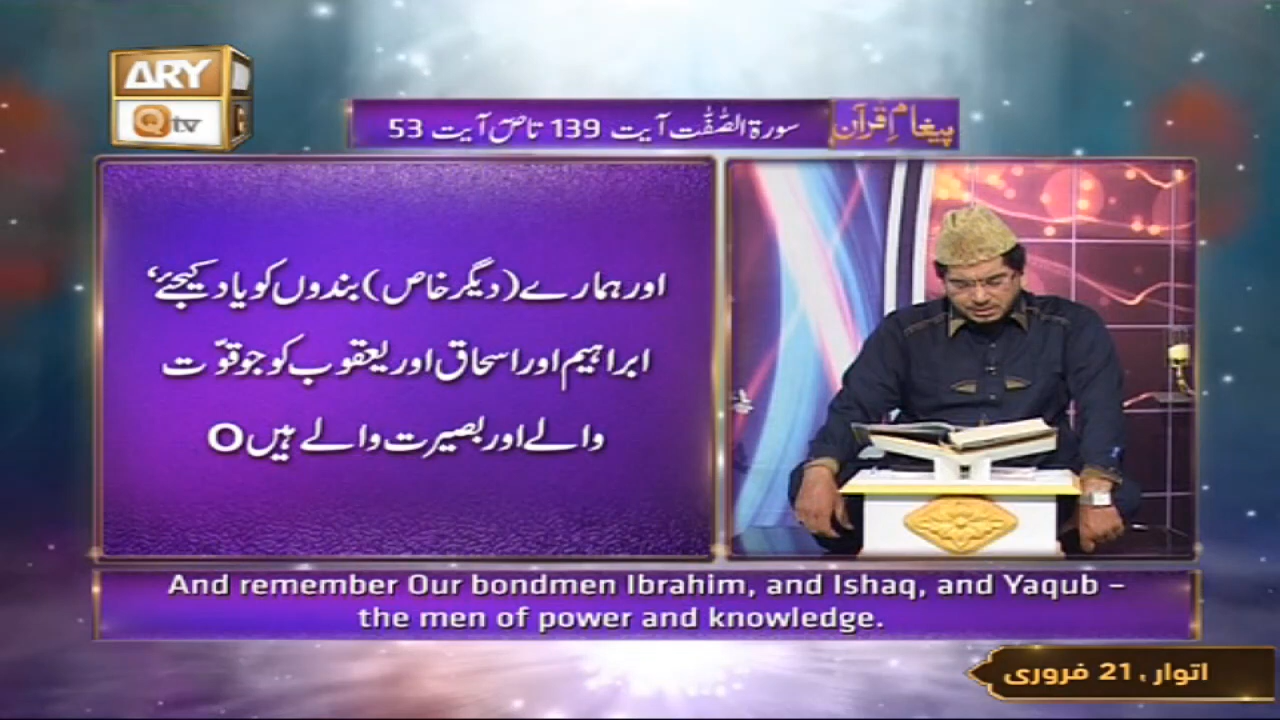 ARY
Qtv
پیغامِ قرآن
سورۃ الصّٰفّٰت آیت 139 تا صٓ آیت 53
اور ہمارے (دیگر خاص) بندوں کو یاد کیجئے،
ابراہیم اور اسحاق اور یعقوب کو جو قوّت
والے اور بصیرت والے ہیں O
And remember Our bondmen Ibrahim, and Ishaq, and Yaqub –
the men of power and knowledge.
اتوار، 21 فروری